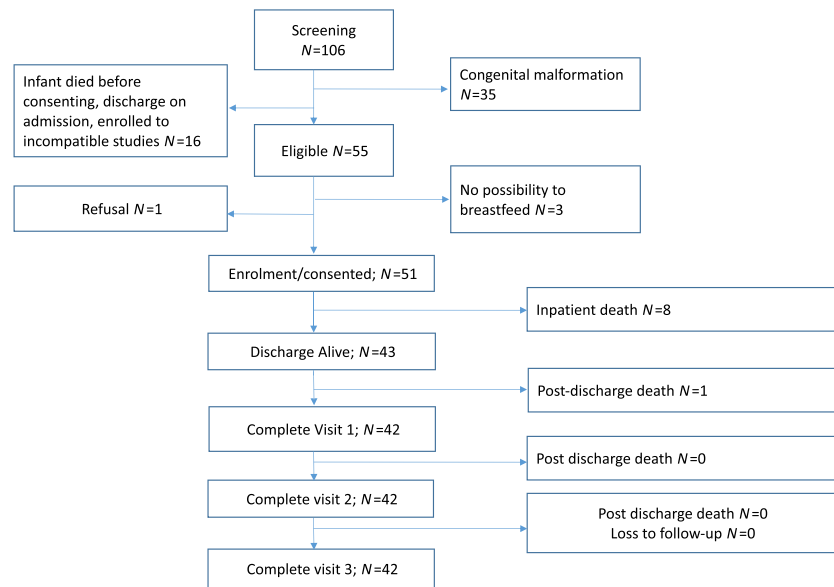 Screening
N=106
Infant died before
consenting, discharge on
admission, enrolled to
incompatible studies N=16
Congenital malformation
N=35
Eligible N=55
Refusal N=1
No possibility to
breastfeed N=3
Enrolment/consented; N=51
Inpatient death N=8
Discharge Alive; N=43
Post-discharge death N=1
Complete Visit 1; N=42
Post discharge death N=0
Complete visit 2; N=42
Post discharge death N=0
Loss to follow-up N=0
Complete visit 3; N=42